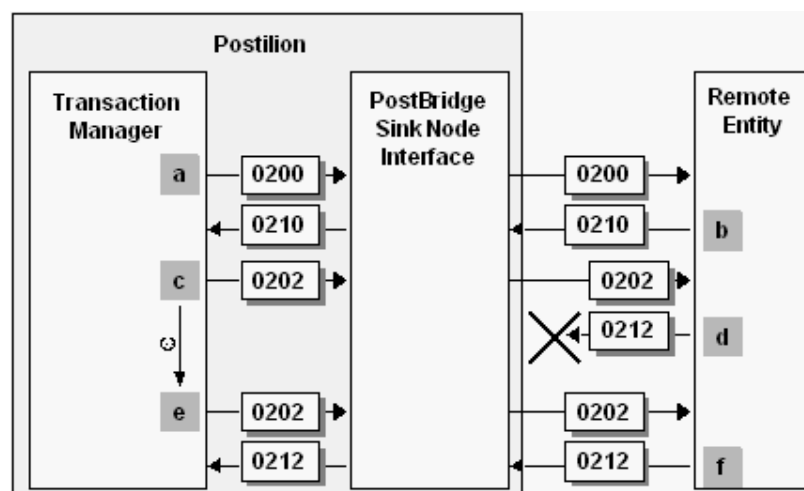 Postilion
Transaction
Manager
PostBridge
Sink Node
Interface
Remote
Entity
a
0200
0200
0210
0210
b
c
0202
0202
0212
d
e
0202
0202
0212
0212
f